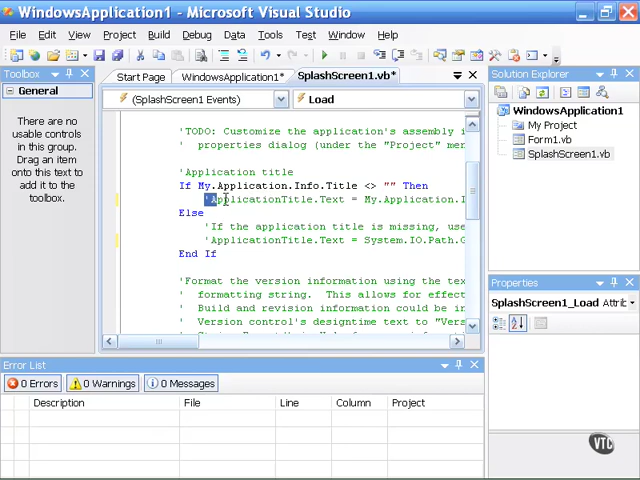 WindowsApplication1 - Microsoft Visual Studio
File Edit View Project Build Debug Data Tools Test Window Help
Toolbox
General
There are no
usable controls
in this group.
Drag an item
onto this text to
add it to the
toolbox.
Start Page WindowsApplication1* SplashScreen1.vb*
(SplashScreen1 Events) Load
'TODO: Customize the application's assembly i
' properties dialog (under the "Project" men
'Application title
If My.Application.Info.Title <> "" Then
'ApplicationTitle.Text = My.Application.I
Else
'If the application title is missing, use
'ApplicationTitle.Text = System.IO.Path.G
End If
'Format the version information using the tex
' formatting string. This allows for effect
' Build and revision information could be in
' Version control's designtime text to "Vers
Solution Explorer
WindowsApplication1
My Project
Form1.vb
SplashScreen1.vb
Properties
SplashScreen1_Load Attrib
Error List
0 Errors 0 Warnings 0 Messages
Description File Line Column Project
VTC